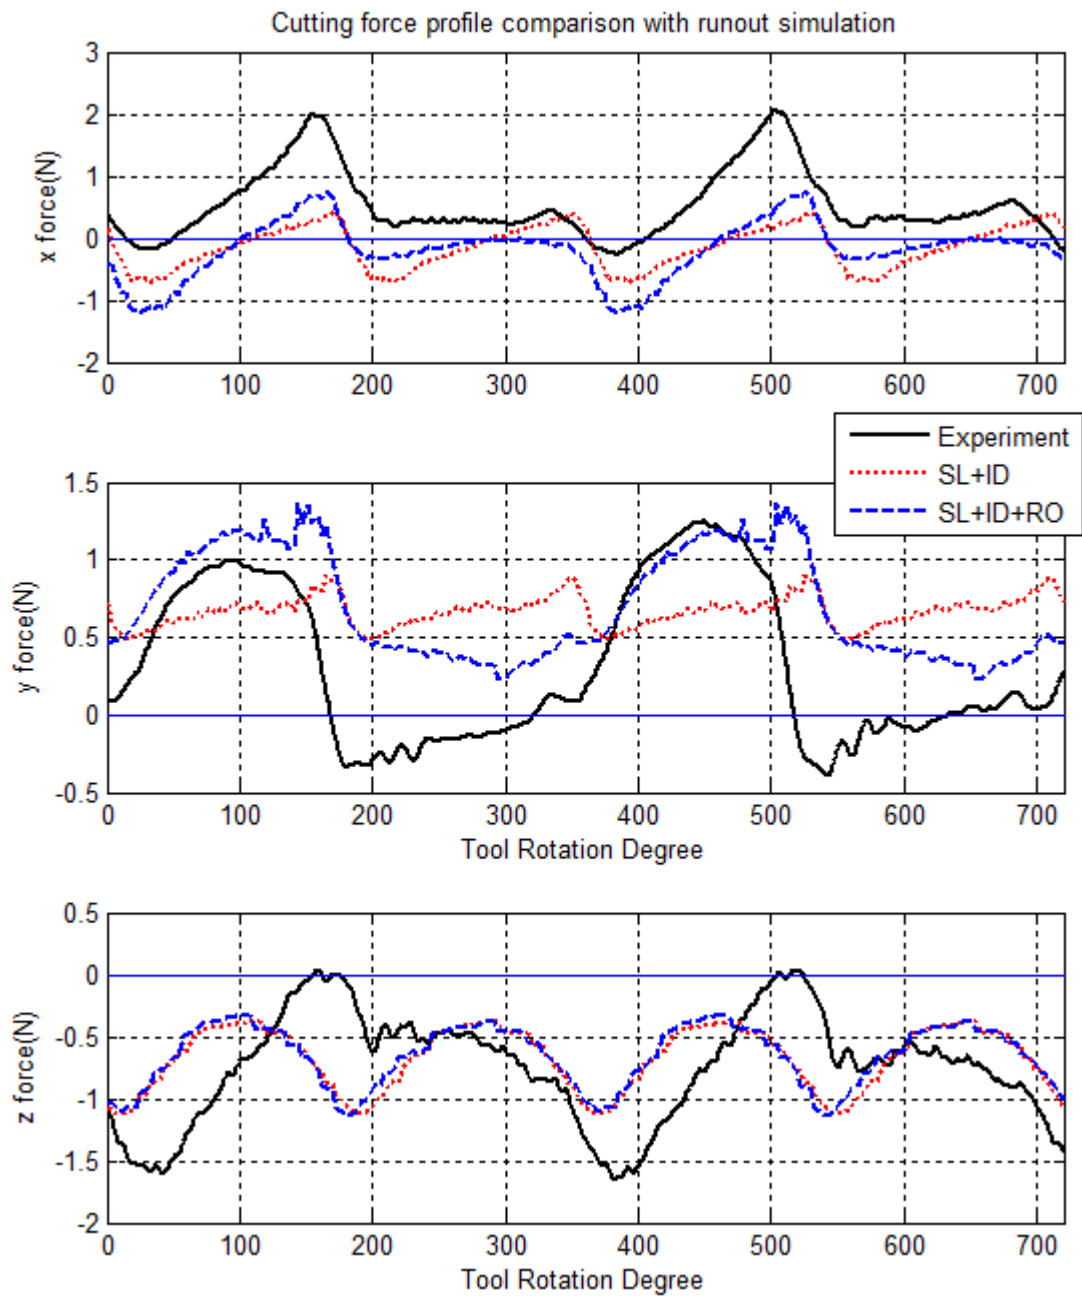 Cutting force profile comparison with runout simulation
3
2
1
0
-1
-2
x force(N)
0 100 200 300 400 500 600 700
Experiment
SL+ID
SL+ID+RO
1.5
1
0.5
0
-0.5
y force(N)
0 100 200 300 400 500 600 700
Tool Rotation Degree
0.5
0
-0.5
-1
-1.5
-2
z force(N)
0 100 200 300 400 500 600 700
Tool Rotation Degree